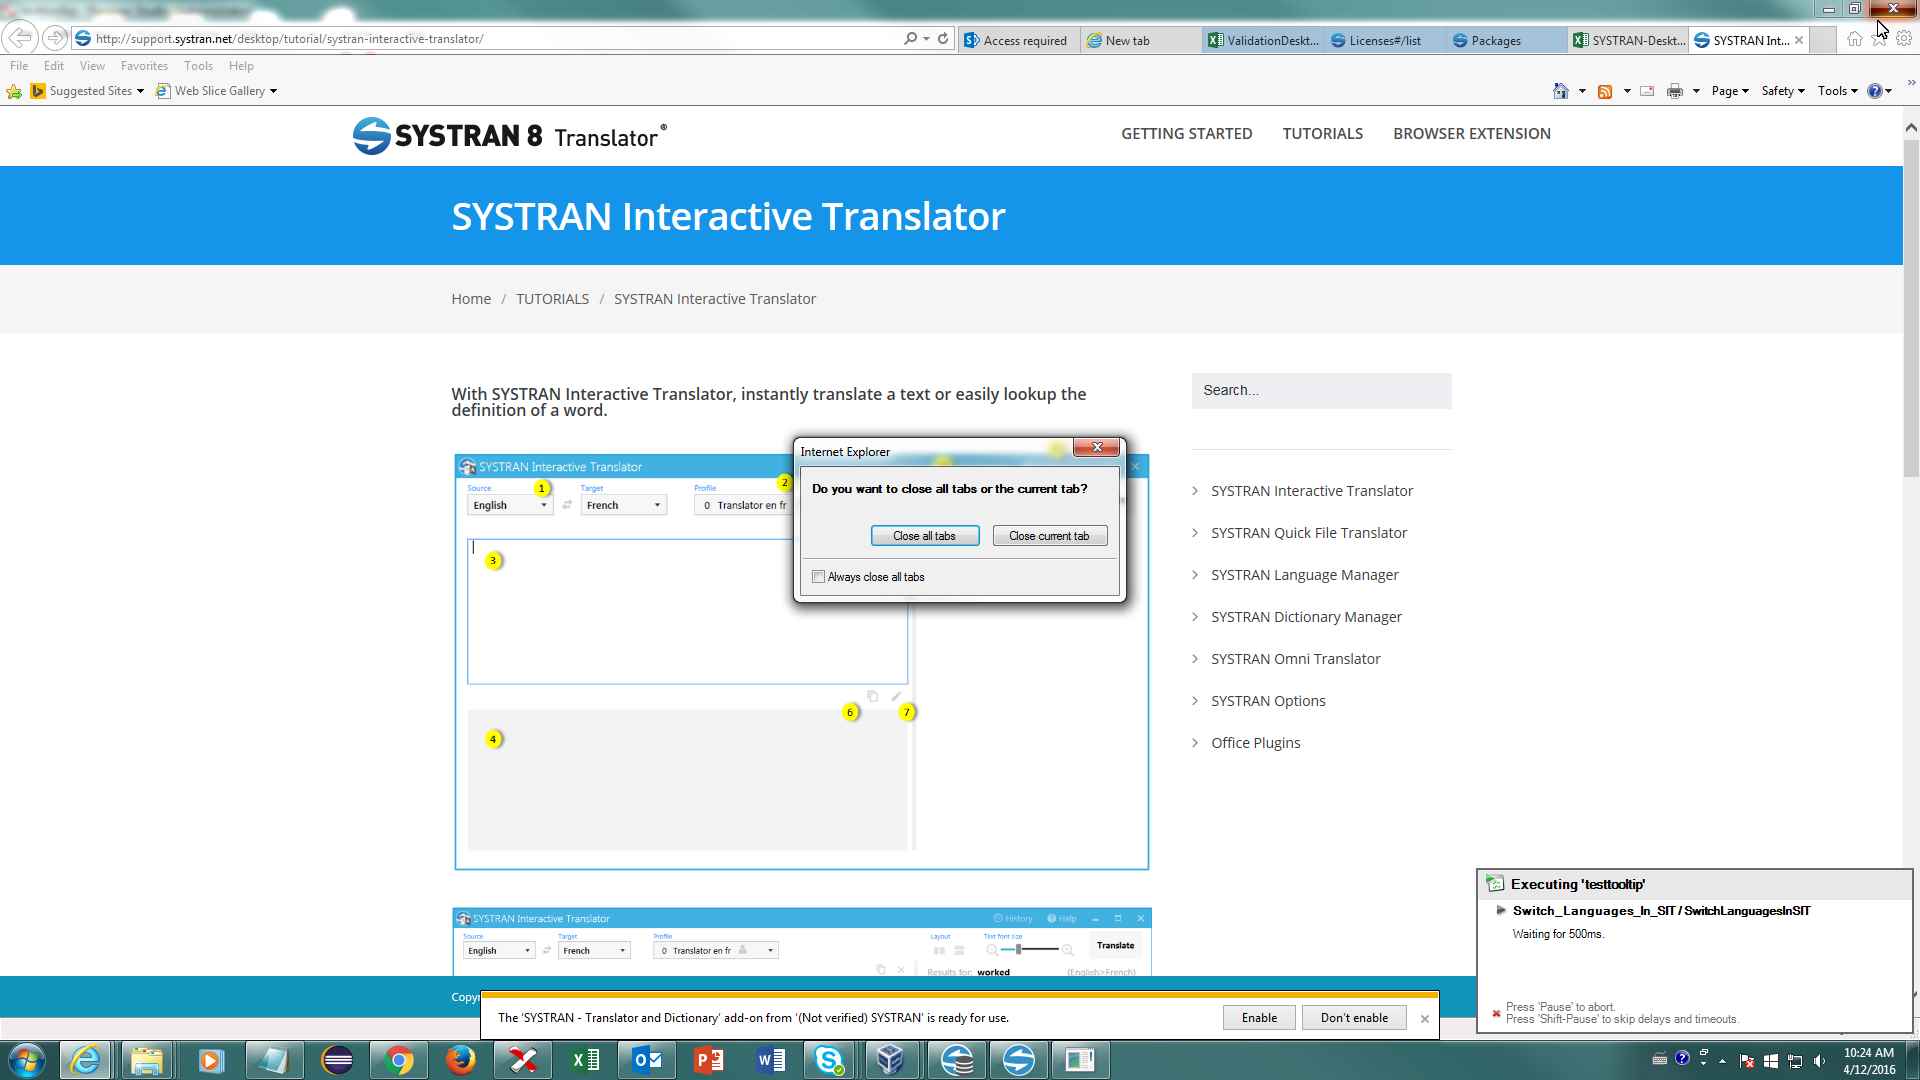 http://support.systran.net/desktop/tutorial/systran-interactive-translator/
Access required
New tab
ValidationDeskt...
Licenses#/list
Packages
SYSTRAN-Deskt...
SYSTRAN Int...
File Edit View Favorites Tools Help
Suggested Sites
Web Slice Gallery
Page
Safety
Tools
SYSTRAN 8 Translator®
GETTING STARTED
TUTORIALS
BROWSER EXTENSION
SYSTRAN Interactive Translator
Home / TUTORIALS / SYSTRAN Interactive Translator
With SYSTRAN Interactive Translator, instantly translate a text or easily lookup the
definition of a word.
Search...
SYSTRAN Interactive Translator
SYSTRAN Quick File Translator
SYSTRAN Language Manager
SYSTRAN Dictionary Manager
SYSTRAN Omni Translator
SYSTRAN Options
Office Plugins
SYSTRAN Interactive Translator
Source
Target
Profile
1
2
English
French
0 Translator en fr
3
6
7
4
Internet Explorer
Do you want to close all tabs or the current tab?
Close all tabs
Close current tab
Always close all tabs
SYSTRAN Interactive Translator
History
Help
Source
Target
Profile
Layout
Text font size
English
French
0 Translator en fr
Translate
Results for: worked
(English>French)
Copyr
The 'SYSTRAN - Translator and Dictionary' add-on from '(Not verified) SYSTRAN' is ready for use.
Enable
Don't enable
Executing 'testtooltip'
Switch_Languages_In_SIT / SwitchLanguagesInSIT
Waiting for 500ms.
Press 'Pause' to abort.
Press 'Shift-Pause' to skip delays and timeouts.
10:24 AM
4/12/2016